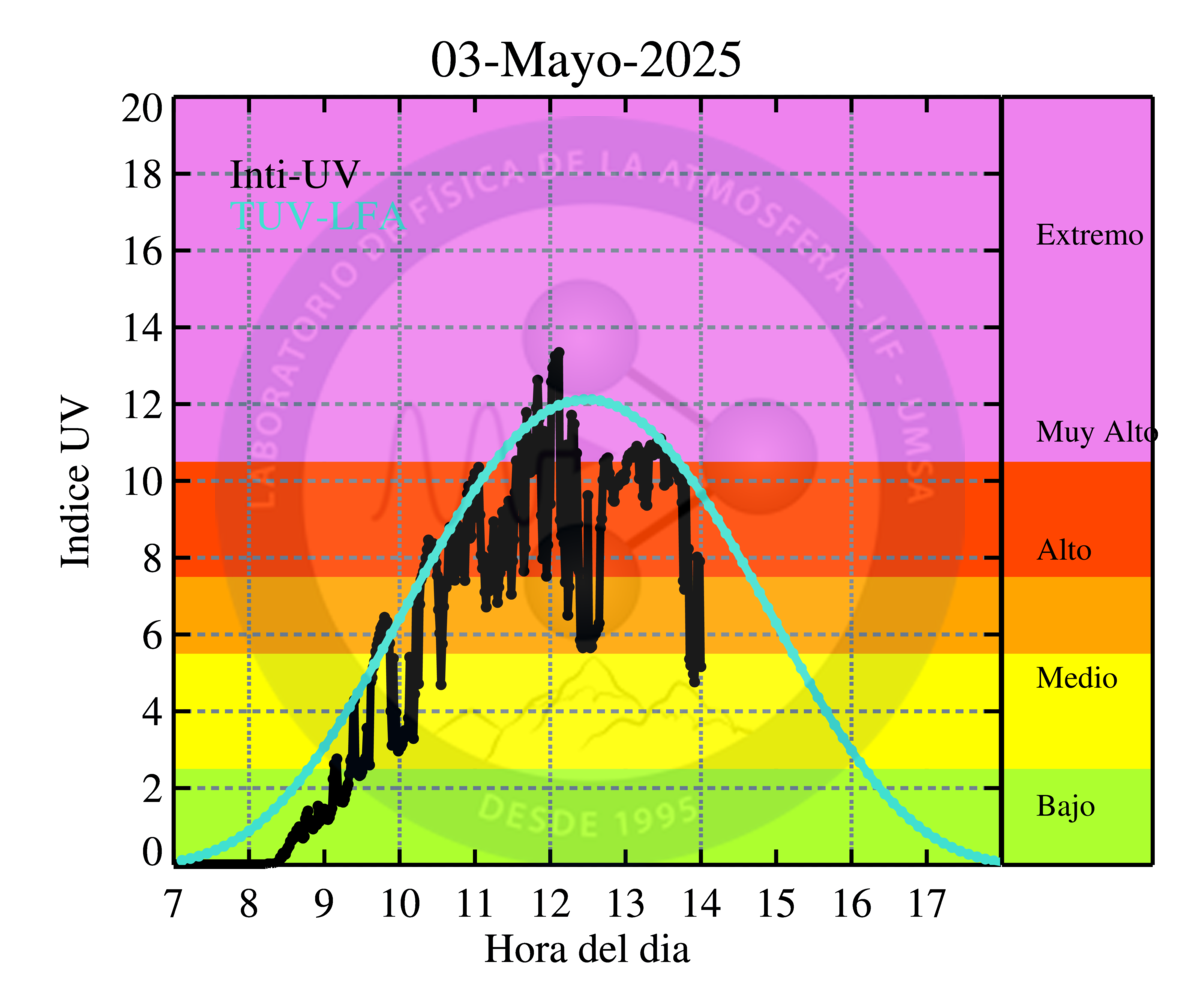 03-Mayo-2025
20
18
16
14
12
10
8
6
4
2
0
Indice UV
Inti-UV
TUV-LFA
LABORATORIO DE FÍSICA DE LA ATMÓSFERA - IIF - UMSA
DESDE 1995
Extremo
Muy Alto
Alto
Medio
Bajo
7 8 9 10 11 12 13 14 15 16 17
Hora del dia